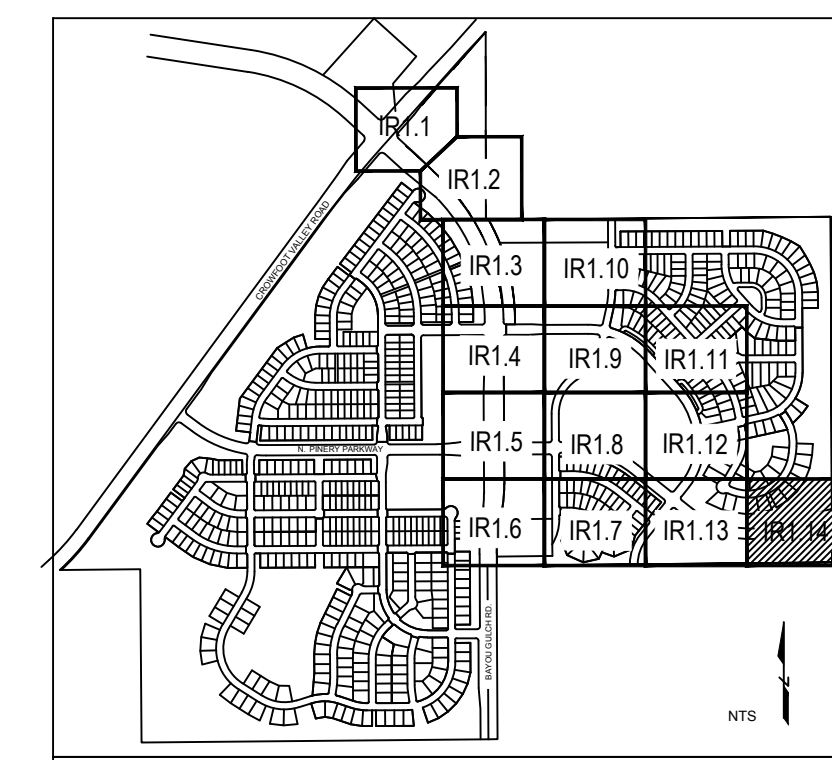 IR1.1
IR1.2
CROWFOOT VALLEY ROAD
IR1.3
IR1.10
IR1.4
IR1.9
IR1.11
IR1.5
IR1.8
IR1.12
N. PINERY PARKWAY
IR1.6
IR1.7
IR1.13
IR1.14
BAYOU GULCH RD.
NTS
N